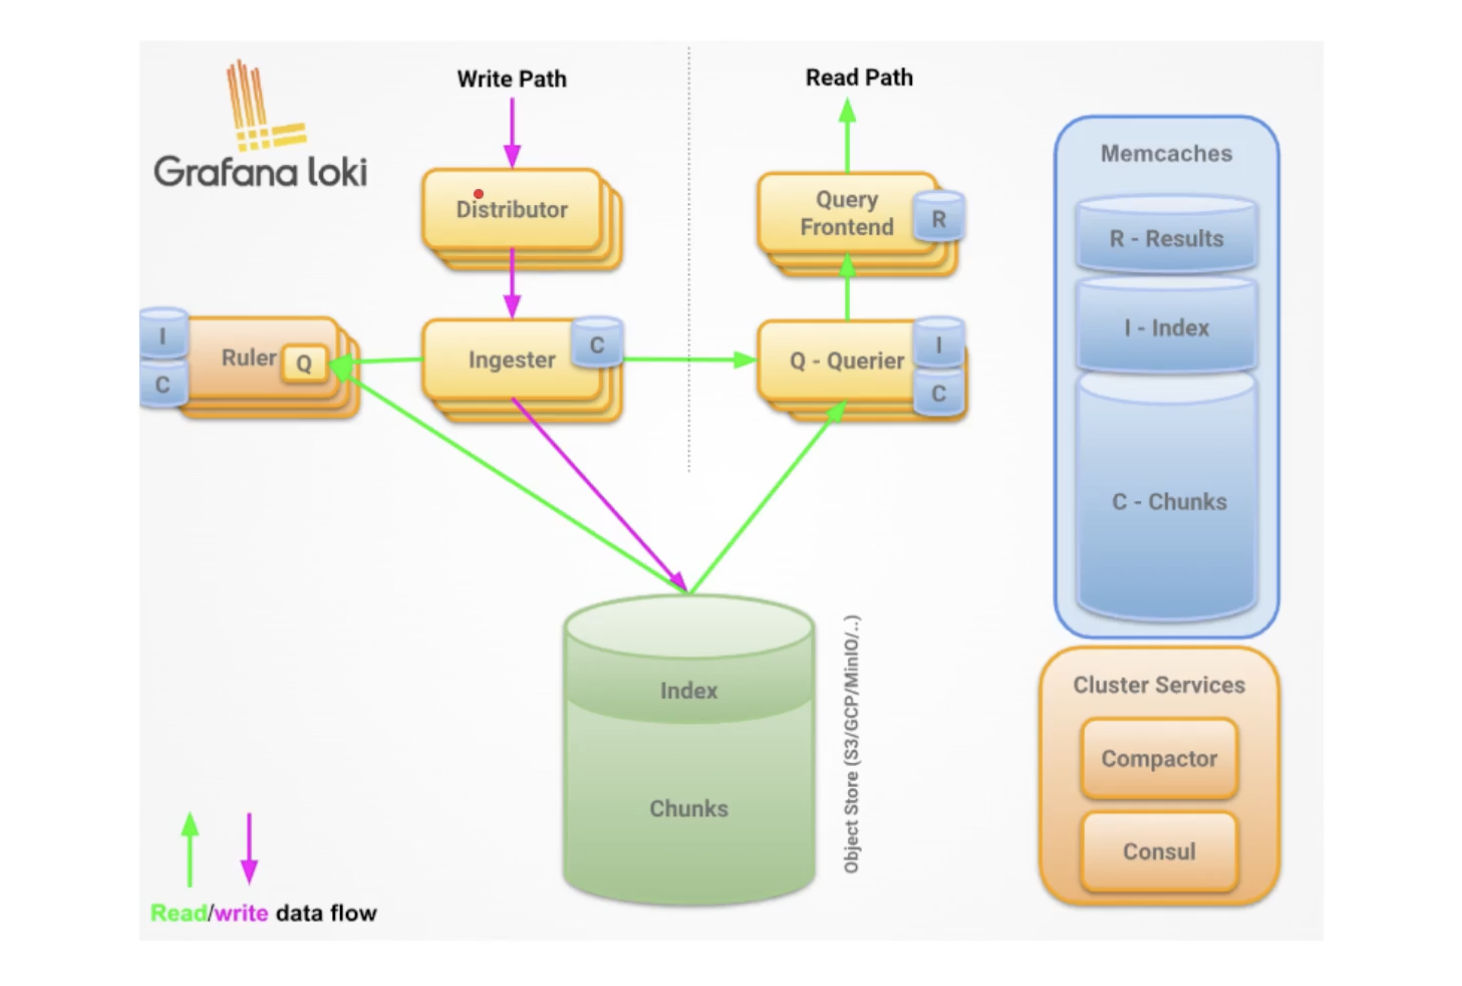 Grafana loki
Write Path
Read Path
Distributor
Query
Frontend
R
I
C
Ruler
Q
Ingester
C
Q - Querier
I
C
Memcaches
R - Results
I - Index
C - Chunks
Index
Chunks
Object Store (S3/GCP/MinIO/..)
Cluster Services
Compactor
Consul
Read/write data flow